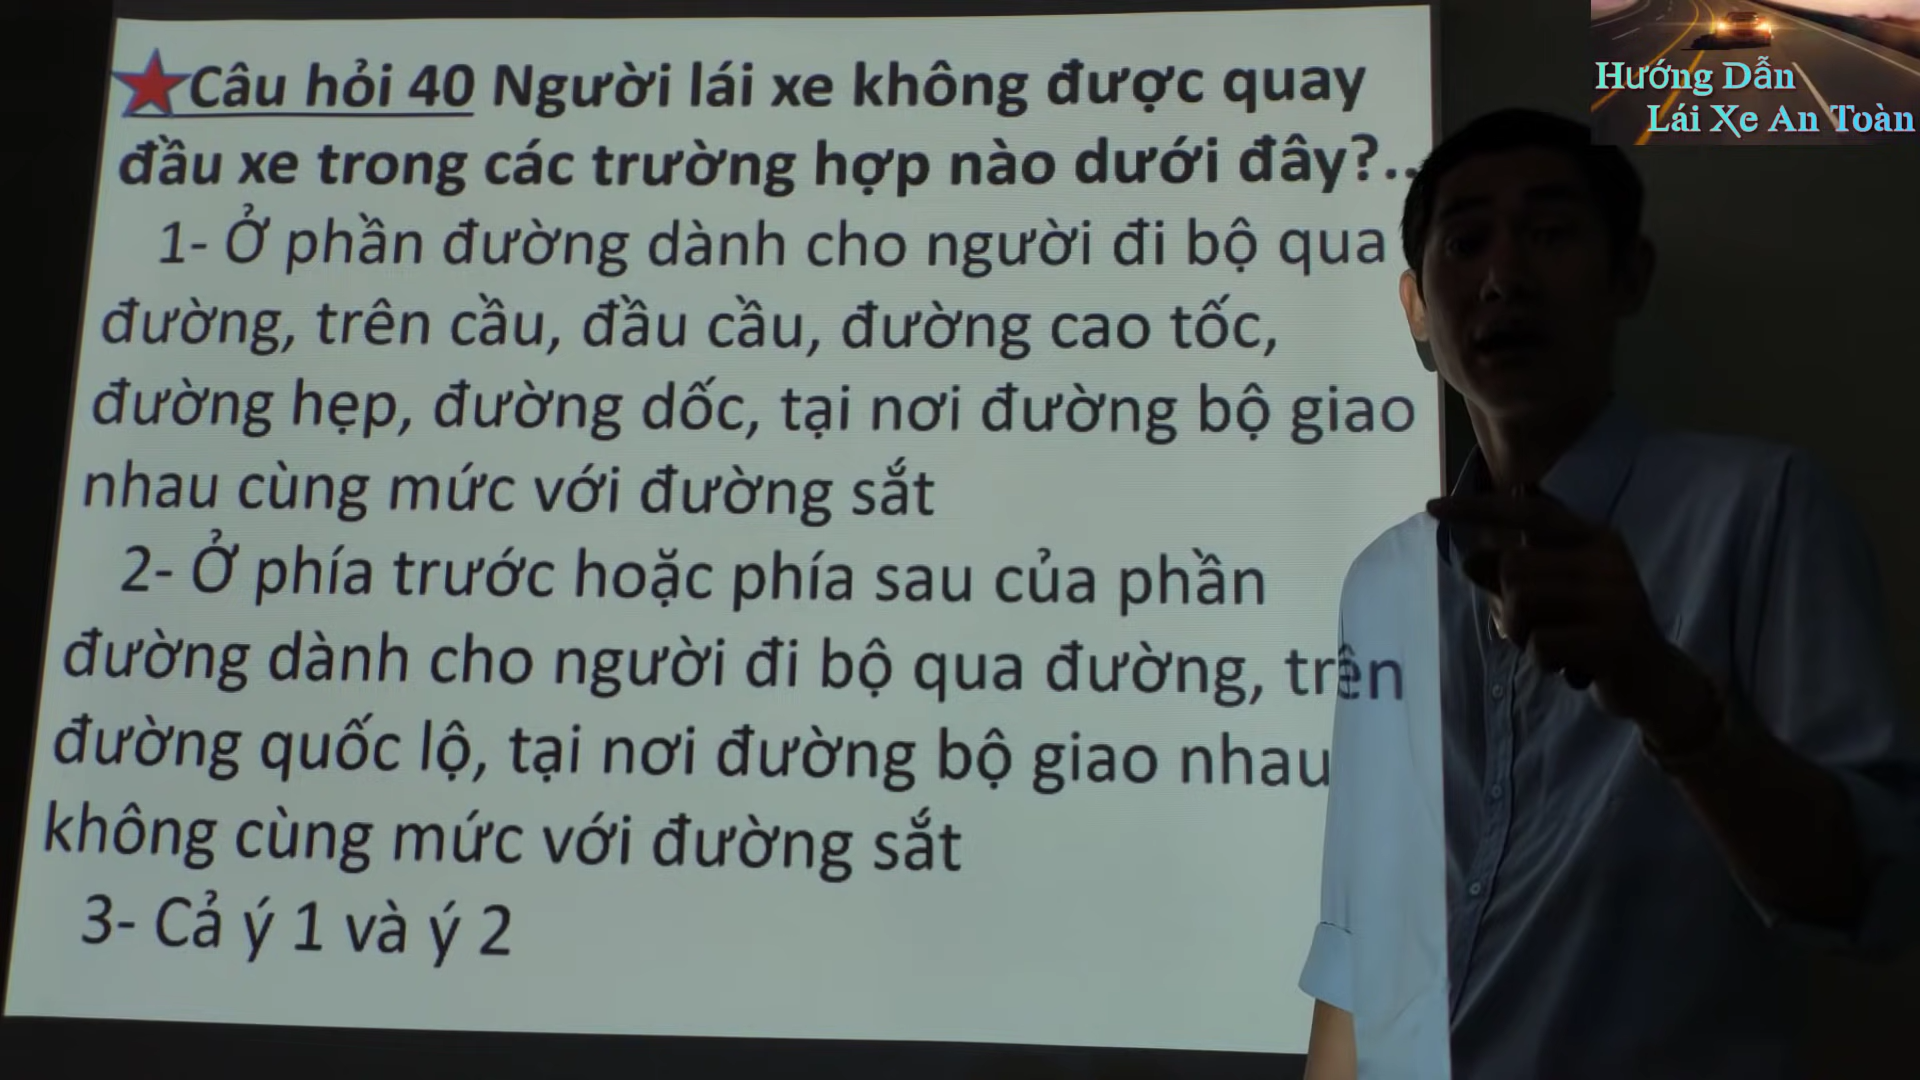 Hướng Dẫn
Lái Xe An Toàn
Câu hỏi 40 Người lái xe không được quay
đầu xe trong các trường hợp nào dưới đây?..
1- Ở phần đường dành cho người đi bộ qua
đường, trên cầu, đầu cầu, đường cao tốc,
đường hẹp, đường dốc, tại nơi đường bộ giao
nhau cùng mức với đường sắt
2- Ở phía trước hoặc phía sau của phần
đường dành cho người đi bộ qua đường, trên
đường quốc lộ, tại nơi đường bộ giao nhau
không cùng mức với đường sắt
3- Cả ý 1 và ý 2